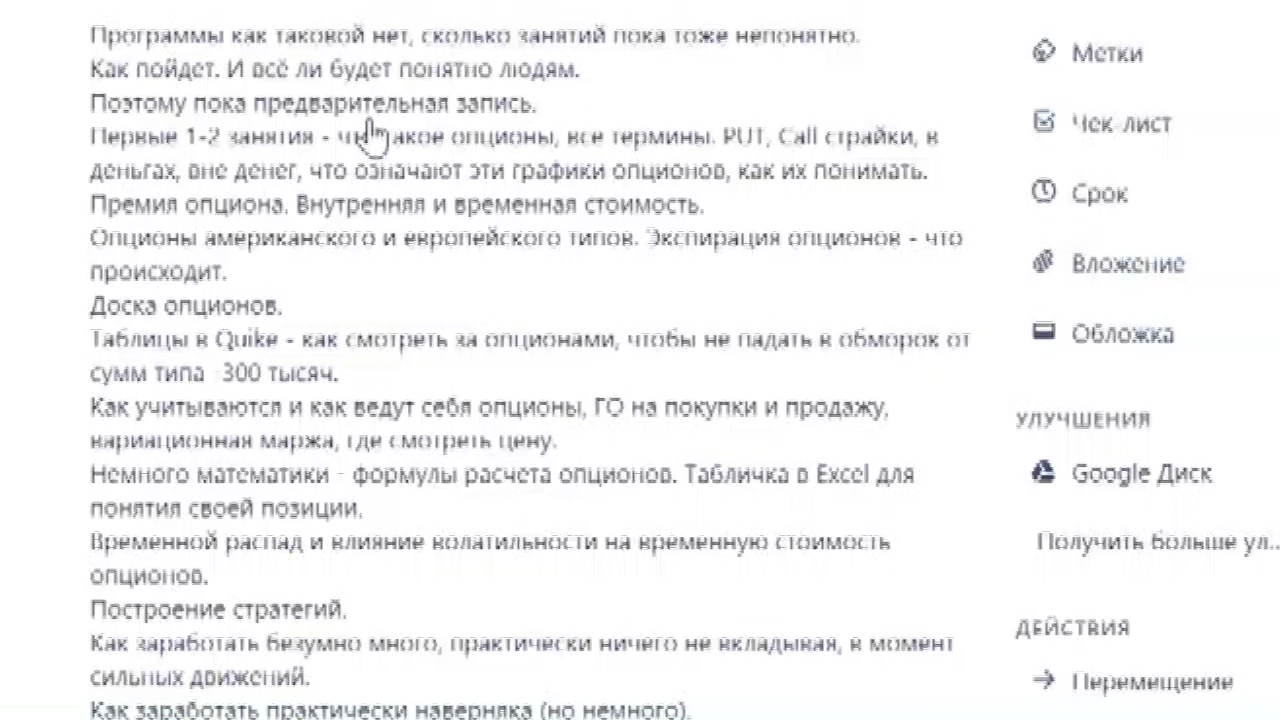 Программы как таковой нет, сколько занятий пока тоже непонятно.
Как пойдет. И всё ли будет понятно людям.
Поэтому пока предварительная запись.
Первые 1-2 занятия - что такое опционы, все термины. PUT, Call страйки, в
деньгах, вне денег, что означают эти графики опционов, как их понимать.
Премия опциона. Внутренняя и временная стоимость.
Опционы американского и европейского типов. Экспирация опционов - что
происходит.
Доска опционов.
Таблицы в Quike - как смотреть за опционами, чтобы не падать в обморок от
сумм типа -300 тысяч.
Как учитываются и как ведут себя опционы, ГО на покупки и продажу,
вариационная маржа, где смотреть цену.
Немного математики - формулы расчета опционов. Табличка в Excel для
понятия своей позиции.
Временной распад и влияние волатильности на временную стоимость
опционов.
Построение стратегий.
Как заработать безумно много, практически ничего не вкладывая, в момент
сильных движений.
Как заработать практически наверняка (но немного).
Метки
Чек-лист
Срок
Вложение
Обложка
УЛУЧШЕНИЯ
Google Диск
Получить больше ул...
ДЕЙСТВИЯ
Перемещение